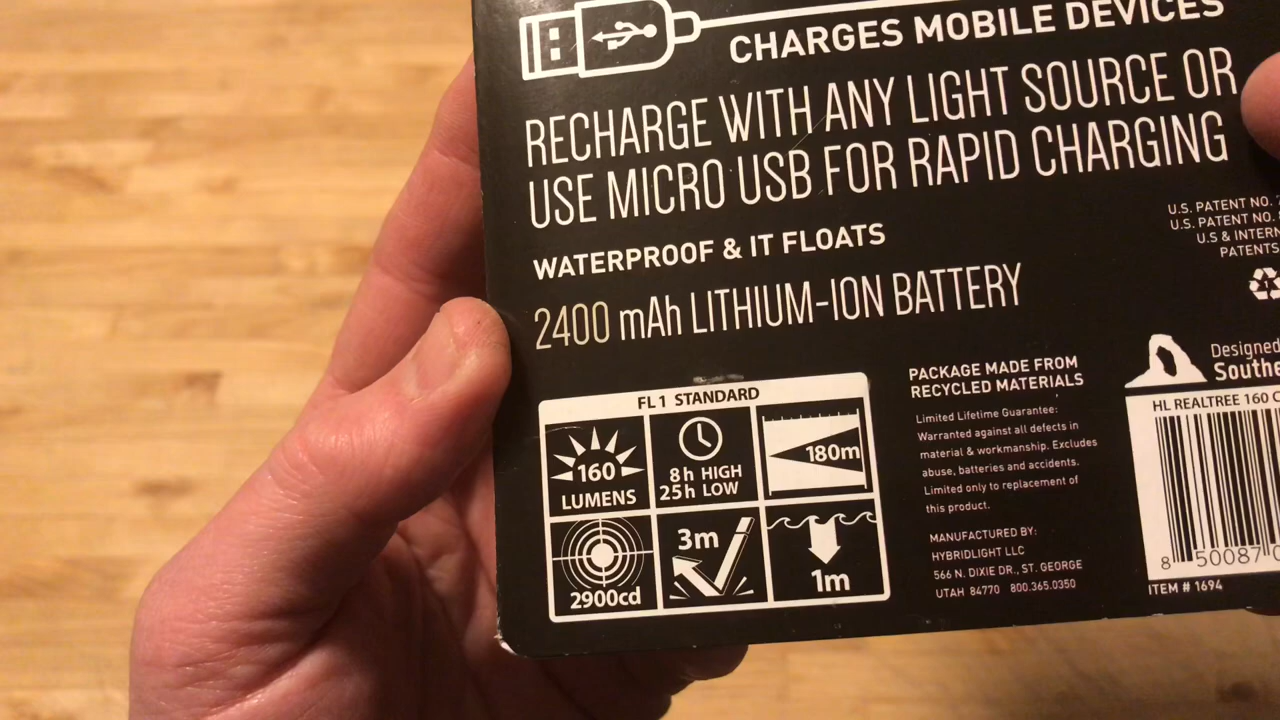 CHARGES MOBILE DEVICES
RECHARGE WITH ANY LIGHT SOURCE OR
USE MICRO USB FOR RAPID CHARGING
WATERPROOF & IT FLOATS
2400 mAh LITHIUM-ION BATTERY
U.S. PATENT NO.
U.S. PATENT NO.
U.S & INTERN
PATENTS
1
Designed
Southe
FL1 STANDARD
160
LUMENS
8h HIGH
25h LOW
180m
2900cd
3m
1m
PACKAGE MADE FROM
RECYCLED MATERIALS
Limited Lifetime Guarantee:
Warranted against all defects in
material & workmanship. Excludes
abuse, batteries and accidents.
Limited only to replacement of
this product.
MANUFACTURED BY:
HYBRIDLIGHT LLC
566 N. DIXIE DR., ST. GEORGE
UTAH 84770 800.365.0350
HL REALTREE 160 C
8 50087
ITEM # 1694